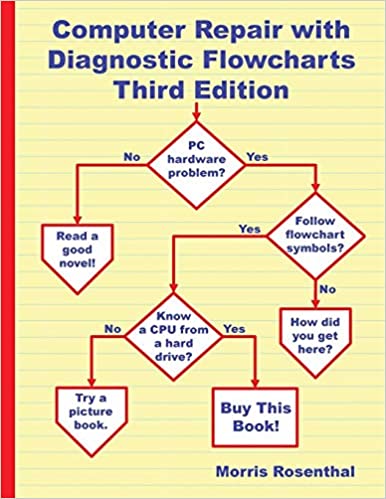 Computer Repair with
Diagnostic Flowcharts
Third Edition
PC
hardware
problem?
No
Yes
Read a
good
novel!
Yes
Follow
flowchart
symbols?
No
Know
a CPU from
a hard
drive?
No
Yes
How did
you get
here?
Try a
picture
book.
Buy This
Book!
Morris Rosenthal